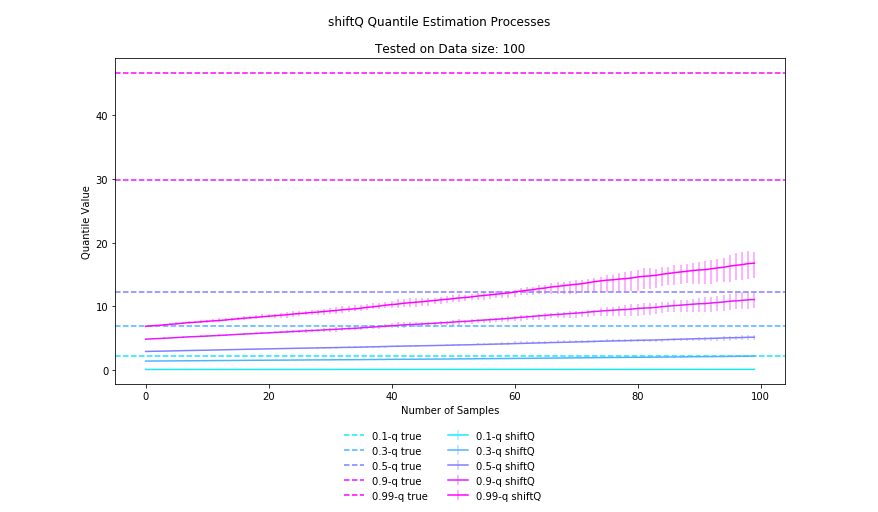 shiftQ Quantile Estimation Processes
Tested on Data size: 100
Quantile Value
40
30
20
10
0
0 20 40 60 80 100
Number of Samples
0.1-q true 0.1-q shiftQ
0.3-q true 0.3-q shiftQ
0.5-q true 0.5-q shiftQ
0.9-q true 0.9-q shiftQ
0.99-q true 0.99-q shiftQ